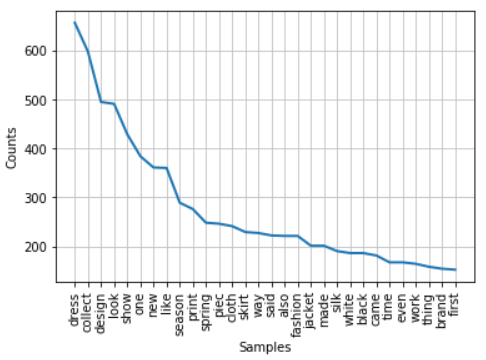 600
500
400
300
200
Counts
dress
collect
design
look
show
one
new
like
season
print
spring
piec
cloth
skirt
way
said
also
fashion
jacket
made
silk
white
black
came
time
even
work
thing
brand
first
Samples